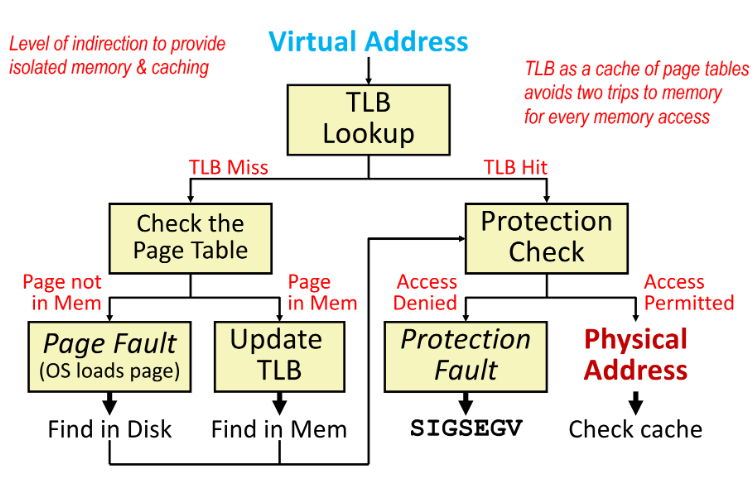 Level of indirection to provide
isolated memory & caching
Virtual Address
TLB as a cache of page tables
avoids two trips to memory
for every memory access
TLB
Lookup
TLB Miss
TLB Hit
Check the
Page Table
Protection
Check
Page not
in Mem
Page
in Mem
Access
Denied
Access
Permitted
Page Fault
(OS loads page)
Update
TLB
Protection
Fault
Physical
Address
Find in Disk
Find in Mem
SIGSEGV
Check cache